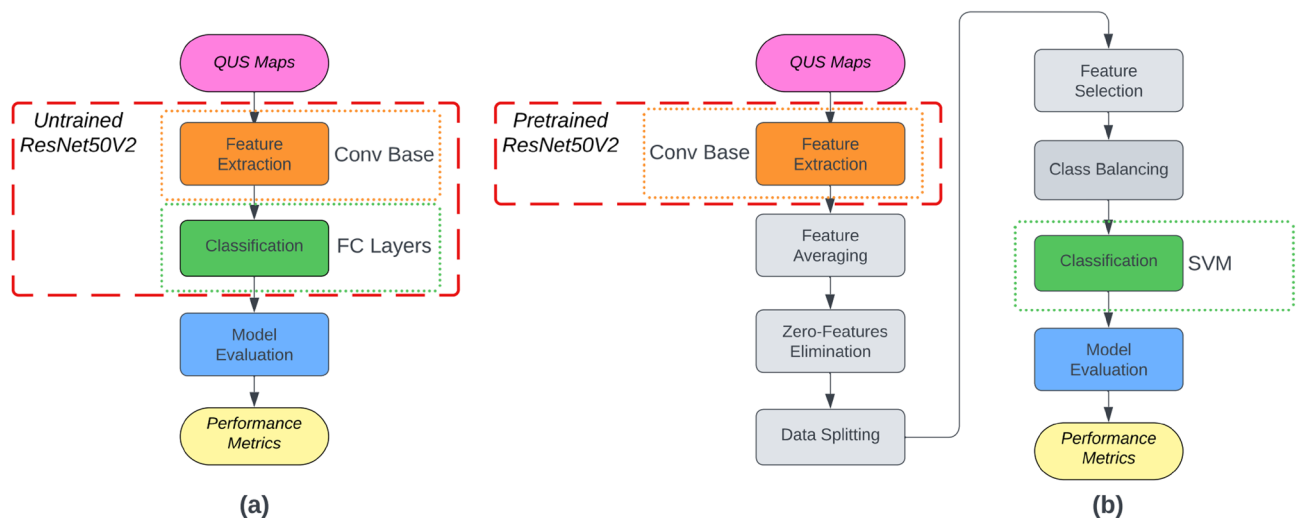 QUS Maps
Untrained
ResNet50V2
Feature
Extraction
Conv Base
Classification
FC Layers
Model
Evaluation
Performance
Metrics
(a)
QUS Maps
Pretrained
ResNet50V2
Conv Base
Feature
Extraction
Feature
Averaging
Zero-Features
Elimination
Data Splitting
Feature
Selection
Class Balancing
Classification
SVM
Model
Evaluation
Performance
Metrics
(b)